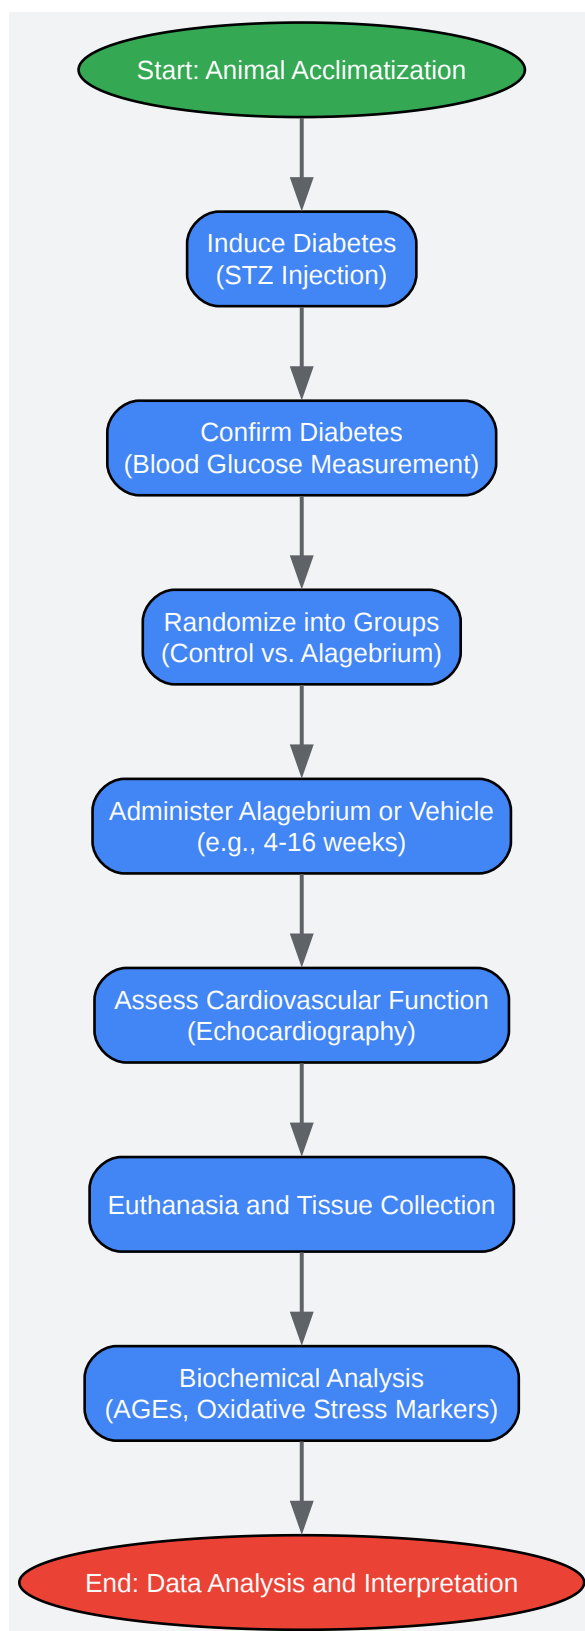 Start: Animal Acclimatization
Induce Diabetes
(STZ Injection)
Confirm Diabetes
(Blood Glucose Measurement)
Randomize into Groups
(Control vs. Alagebrium)
Administer Alagebrium or Vehicle
(e.g., 4-16 weeks)
Assess Cardiovascular Function
(Echocardiography)
Euthanasia and Tissue Collection
Biochemical Analysis
(AGEs, Oxidative Stress Markers)
End: Data Analysis and Interpretation